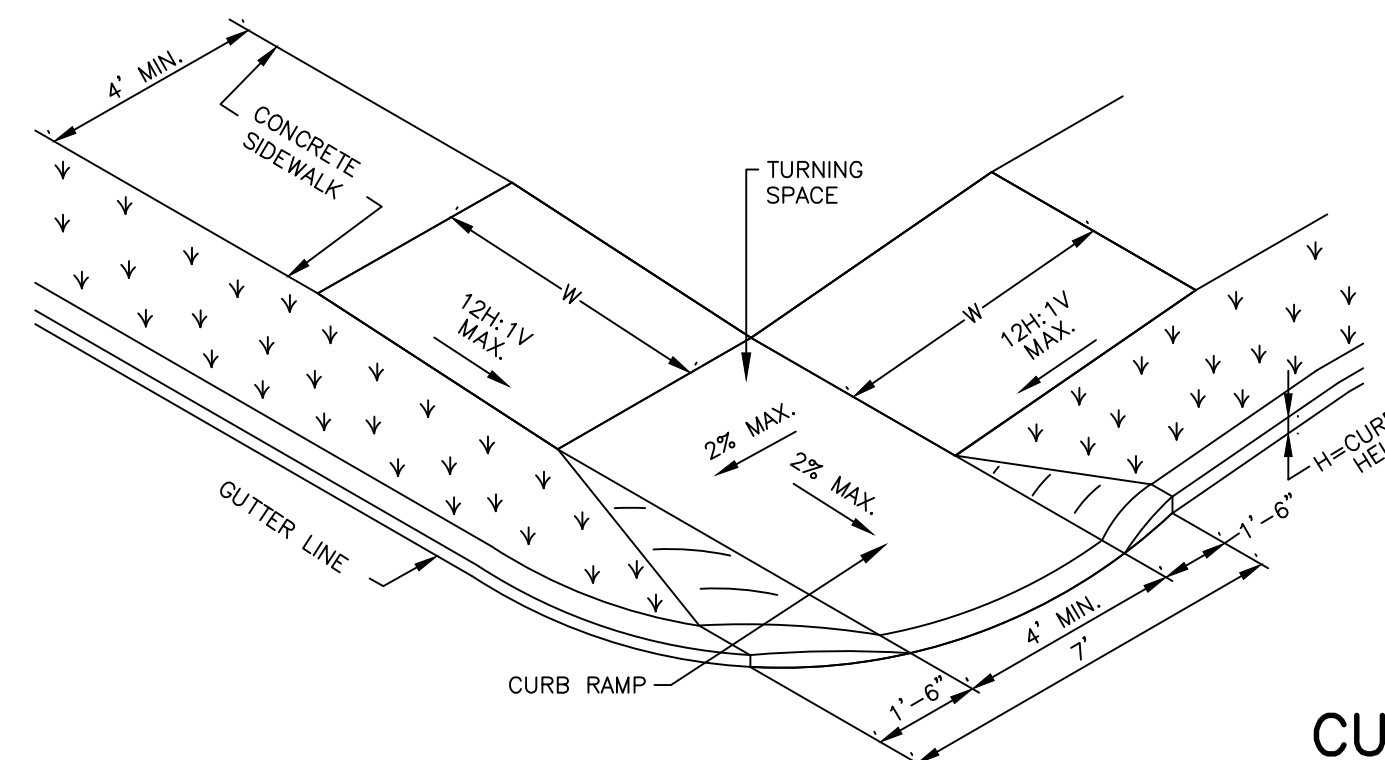 4' MIN.
CONCRETE
SIDEWALK
TURNING
SPACE
W
12H:1V
MAX.
W
12H:1V
MAX.
2% MAX.
2% MAX.
GUTTER LINE
CURB RAMP
H=CUR
HE
1'-6"
4' MIN.
7'
1'-6"
CU